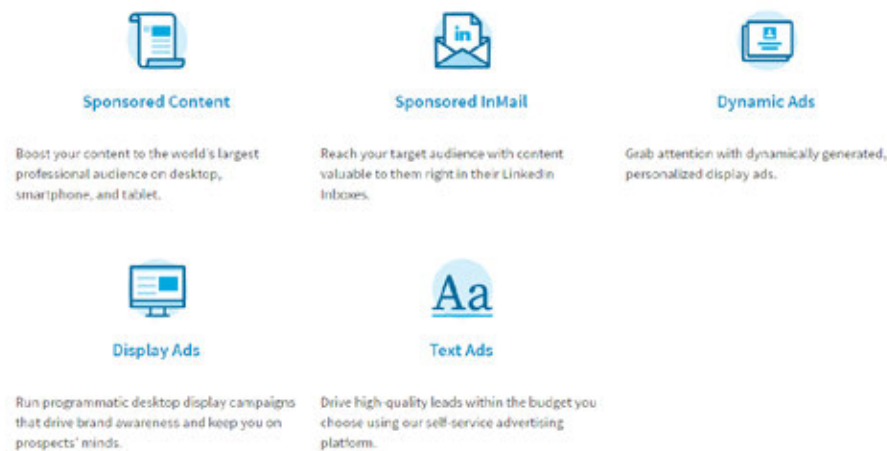 in
Sponsored Content
Boost your content to the world's largest
professional audience on desktop,
smartphone, and tablet.
Sponsored InMail
Reach your target audience with content
valuable to them right in their LinkedIn
Inboxes.
Dynamic Ads
Grab attention with dynamically generated,
personalized display ads.
Display Ads
Run programmatic desktop display campaigns
that drive brand awareness and keep you on
prospects' minds.
Aa
Text Ads
Drive high-quality leads within the budget you
choose using our self-service advertising
platform.